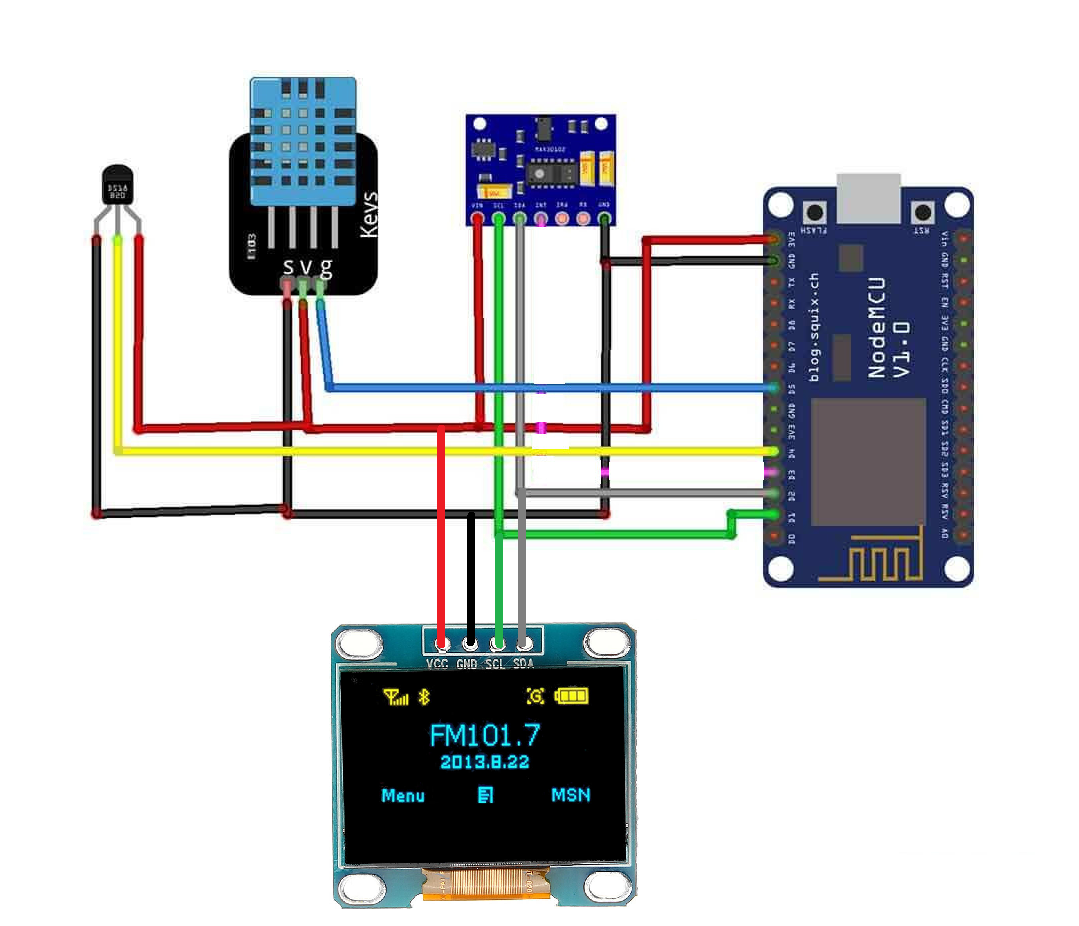 DS18
B20
Keys
s v g
MAX30102
VIN SCL SDA INT IRD RD GND
FLASH
RST
3V3
GND
TX
RX
D8
D7
D6
D5
GND
3V3
D4
D3
D2
D1
D0
blog.squix.ch
NodeMCU
V1.0
Vin
GND
RST
EN
3V3
GND
CLK
SD0
CMD
SD1
SD2
SD3
RSV
RSV
A0
VCC GND SCL SDA
G
FM101.7
2013.8.22
Menu
MSN